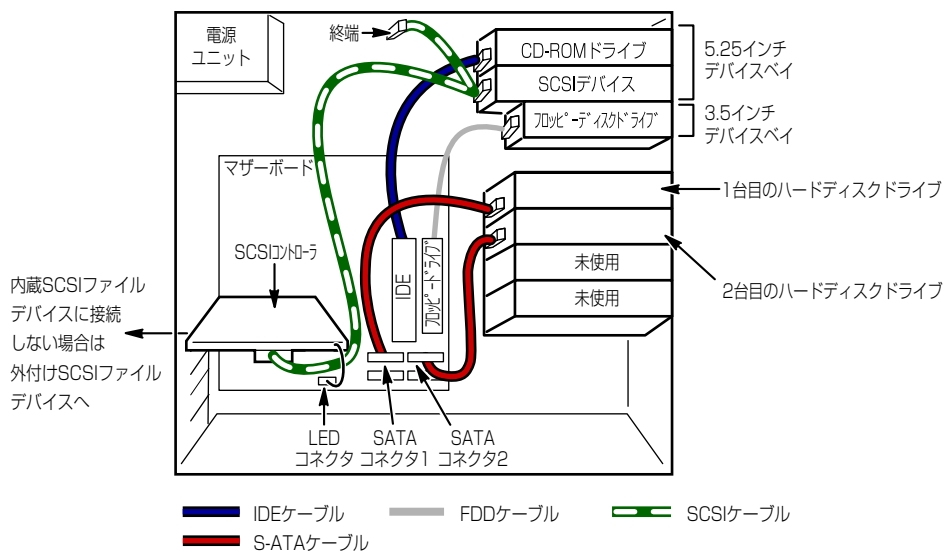 電源
ユニット
終端
CD-ROMドライブ
SCSIデバイス
フロッピーディスクドライブ
5.25インチ
デバイスベイ
3.5インチ
デバイスベイ
マザーボード
SCSIコントローラ
IDE
フロッピードライブ
1台目のハードディスクドライブ
2台目のハードディスクドライブ
未使用
未使用
内蔵SCSIファイル
デバイスに接続
しない場合は
外付けSCSIファイル
デバイスへ
LED
コネクタ
SATA
コネクタ1
SATA
コネクタ2
IDEケーブル
FDDケーブル
SCSIケーブル
S-ATAケーブル